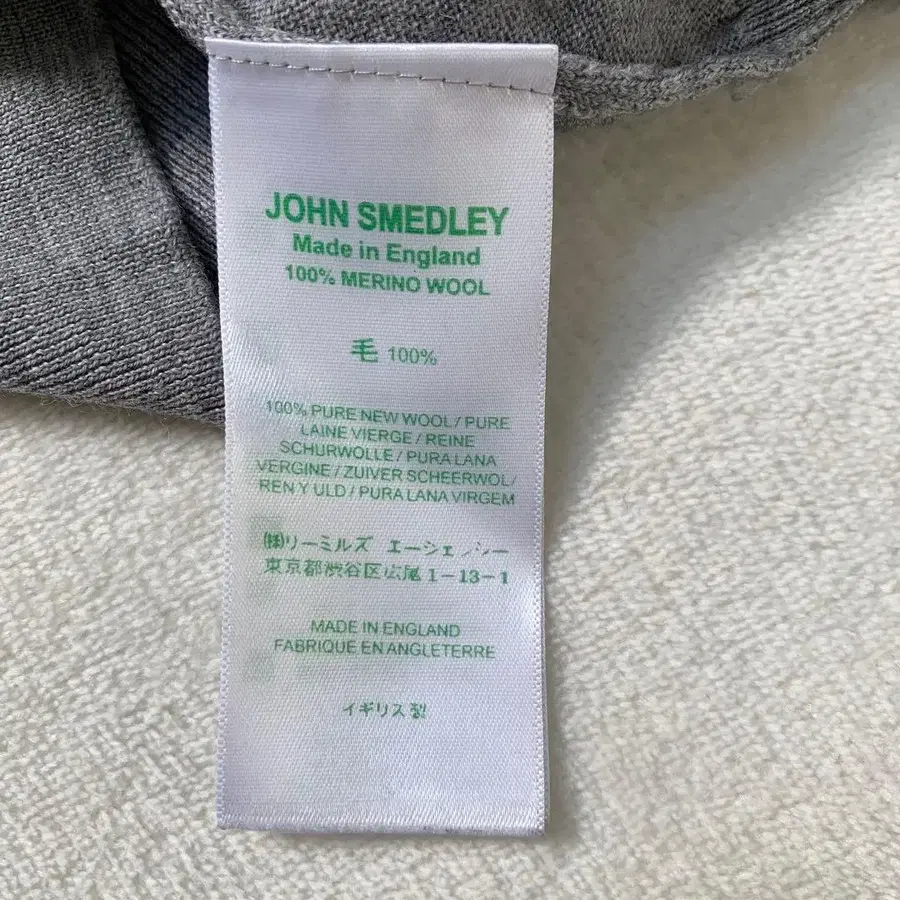 JOHN SMEDLEY
Made in England
100% MERINO WOOL
毛 100%
100% PURE NEW WOOL / PURE
LAINE VIERGE / REINE
SCHURWOLLE / PURA LANA
VERGINE / ZUIVER SCHEERWOL /
REN Y ULD / PURA LANA VIRGEM
㈱リーミルズ エージェンシー
東京都渋谷区広尾1-13-1
MADE IN ENGLAND
FABRIQUE EN ANGLETERRE
イギリス製